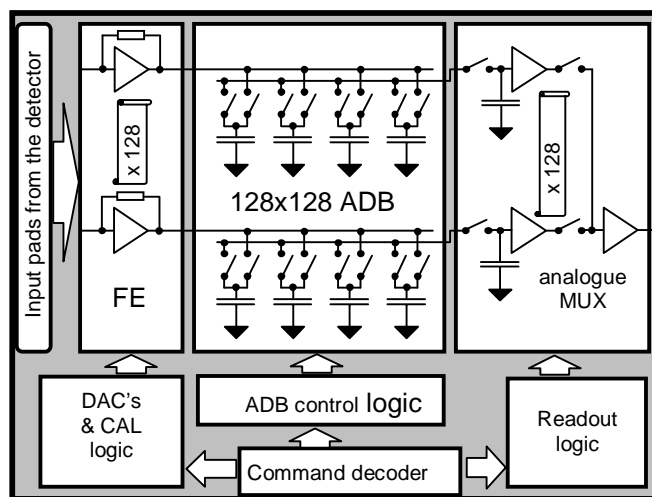 Input pads from the detector
x 128
FE
128x128 ADB
x 128
analogue
MUX
DAC's
& CAL
logic
ADB control logic
Command decoder
Readout
logic